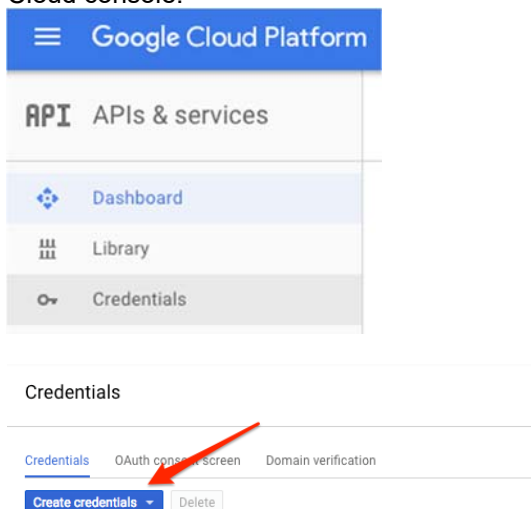 Cloud console.
Google Cloud Platform
API APIs & services
Dashboard
Library
Credentials
Credentials
Credentials OAuth consent screen Domain verification
Create credentials Delete